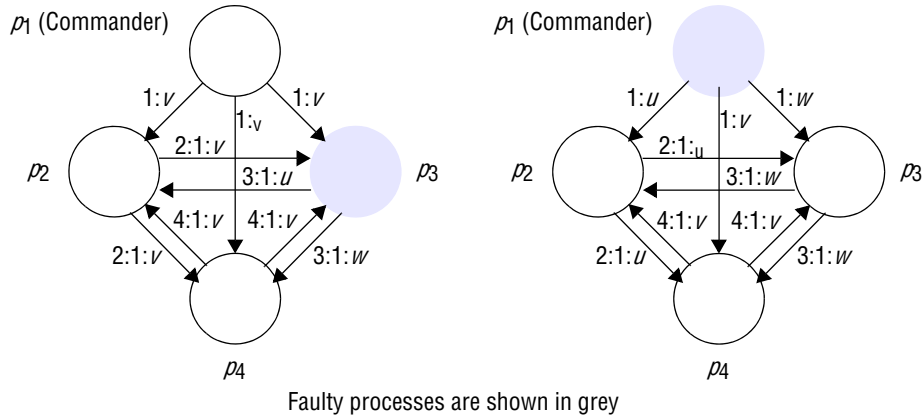 p1 (Commander)
p1 (Commander)
1:v
1:v
1:v
1:u
1:w
1:v
2:1:v
2:1:u
p2
3:1:u
p3
p2
3:1:w
p3
4:1:v
4:1:v
4:1:v
4:1:v
2:1:v
3:1:w
2:1:u
3:1:w
p4
p4
Faulty processes are shown in grey